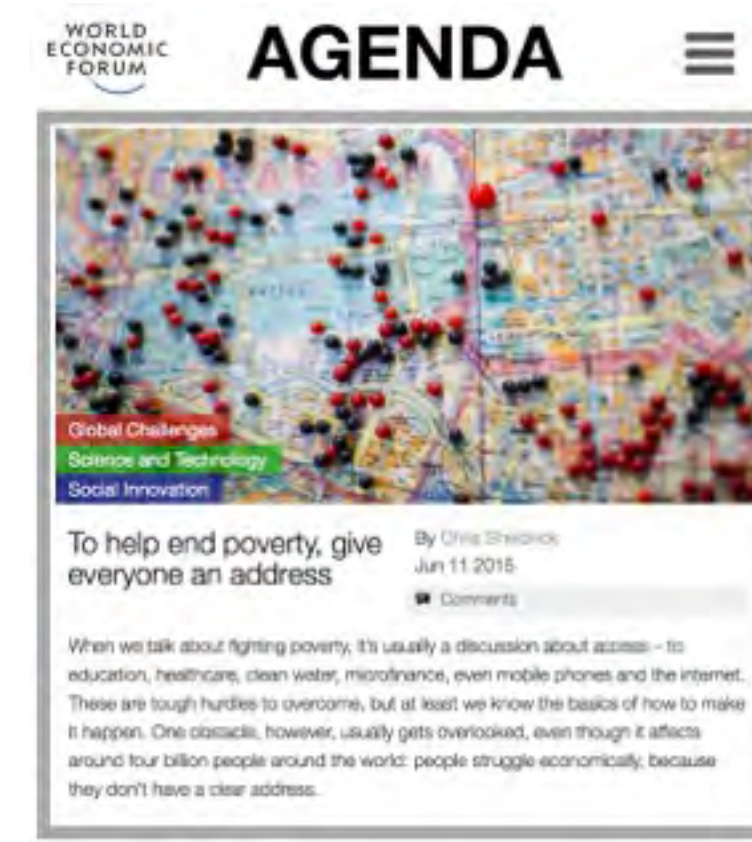 WORLD
ECONOMIC
FORUM
AGENDA
Global Challenges
Science and Technology
Social Innovation
To help end poverty, give
everyone an address
By Chris Sheldrick
Jun 11 2015
Comments
When we talk about fighting poverty, it's usually a discussion about access – to
education, healthcare, clean water, microfinance, even mobile phones and the internet.
These are tough hurdles to overcome, but at least we know the basics of how to make
it happen. One obstacle, however, usually gets overlooked, even though it affects
around four billion people around the world: people struggle economically, because
they don't have a clear address.